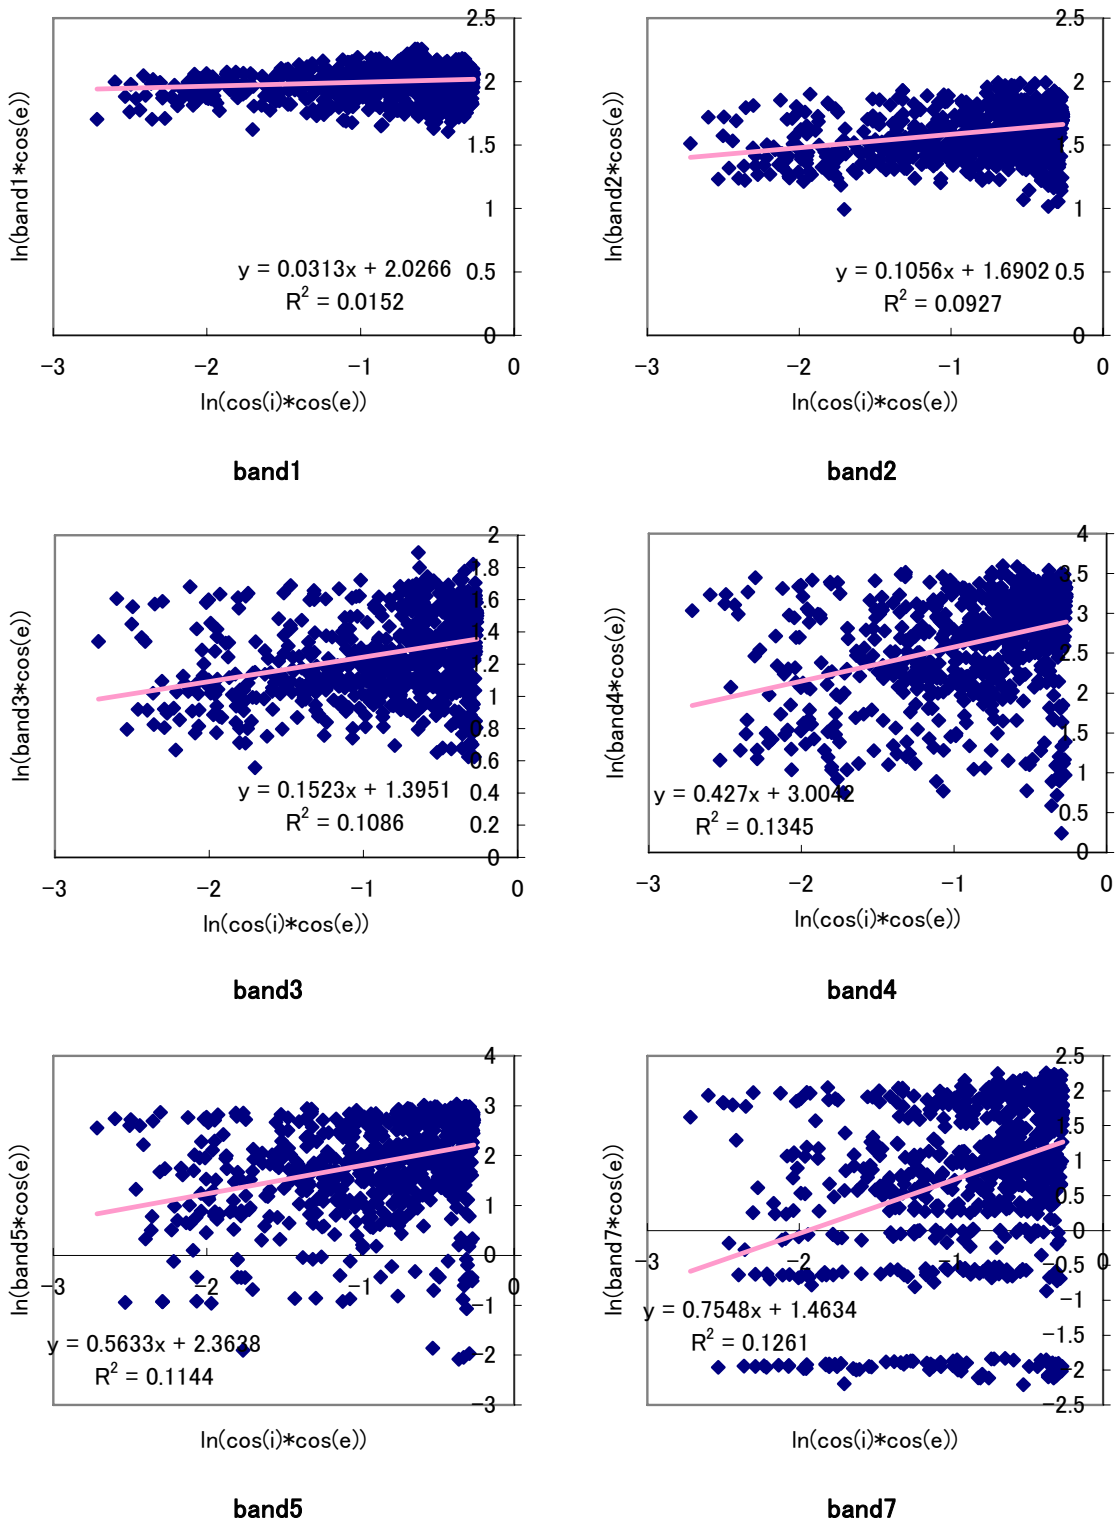 2.5
2
1.5
1
0.5
0
-3
-2
-1
0
ln(band1*cos(e))
y = 0.0313x + 2.0266
R² = 0.0152
ln(cos(i)*cos(e))
band1
2.5
2
1.5
1
0.5
0
-3
-2
-1
0
ln(band2*cos(e))
y = 0.1056x + 1.6902
R² = 0.0927
ln(cos(i)*cos(e))
band2
2
1.8
1.6
1.4
1.2
1
0.8
0.6
0.4
0.2
0
-3
-2
-1
0
ln(band3*cos(e))
y = 0.1523x + 1.3951
R² = 0.1086
ln(cos(i)*cos(e))
band3
4
3.5
3
2.5
2
1.5
1
0.5
0
-3
-2
-1
0
ln(band4*cos(e))
y = 0.427x + 3.0042
R² = 0.1345
ln(cos(i)*cos(e))
band4
4
3
2
1
0
-1
-2
-3
-3
-2
-1
0
ln(band5*cos(e))
y = 0.5633x + 2.3638
R² = 0.1144
ln(cos(i)*cos(e))
band5
2.5
2
1.5
1
0.5
0
-0.5
-1
-1.5
-2
-2.5
-3
-2
-1
0
ln(band7*cos(e))
y = 0.7548x + 1.4634
R² = 0.1261
ln(cos(i)*cos(e))
band7